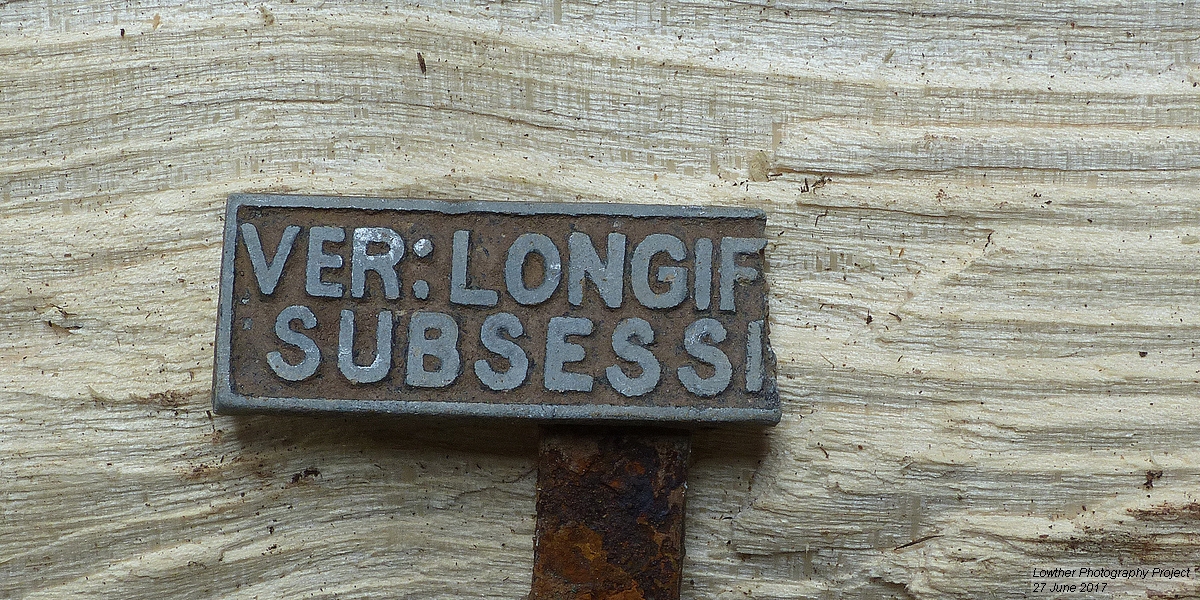 VER: LONGIF
SUBSESSI
Lowther Photography Project
27 June 2017